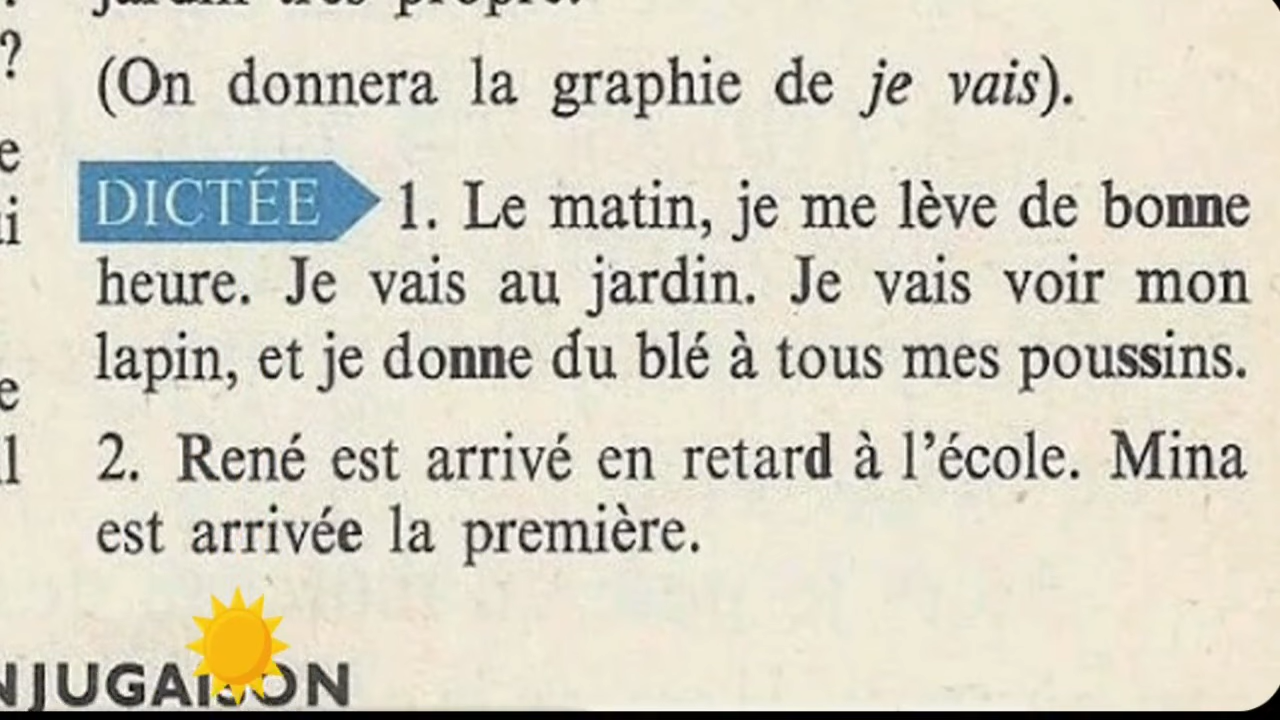 (On donnera la graphie de je vais).
DICTÉE 1. Le matin, je me lève de bonne
heure. Je vais au jardin. Je vais voir mon
lapin, et je donne du blé à tous mes poussins.
2. René est arrivé en retard à l'école. Mina
est arrivée la première.